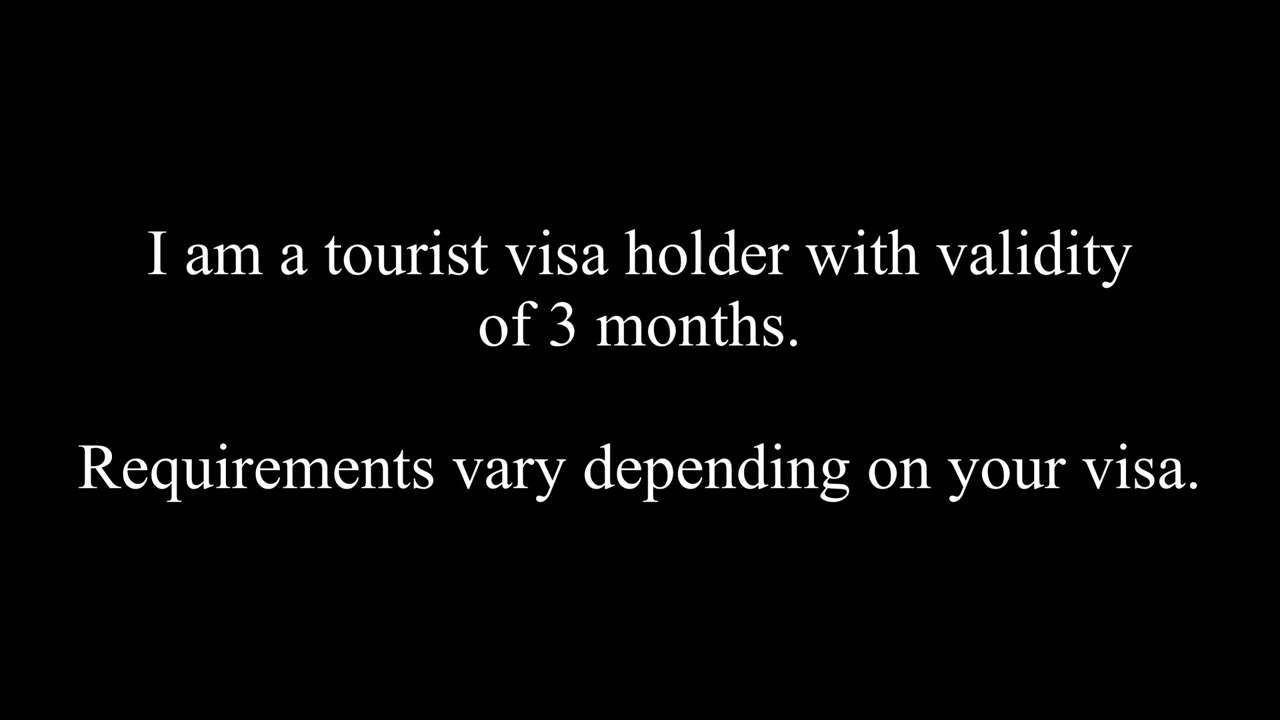 I am a tourist visa holder with validity
of 3 months.
Requirements vary depending on your visa.